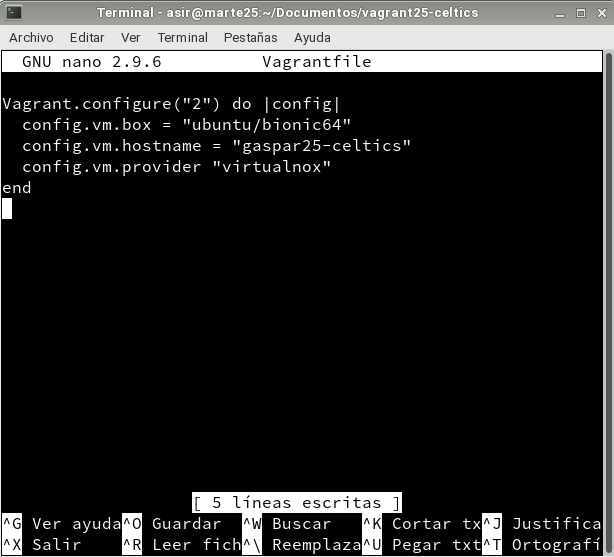 Terminal - asir@marte25:~/Documentos/vagrant25-celtics
Archivo Editar Ver Terminal Pestañas Ayuda
GNU nano 2.9.6 Vagrantfile
Vagrant.configure("2") do |config|
config.vm.box = "ubuntu/bionic64"
config.vm.hostname = "gaspar25-celtics"
config.vm.provider "virtualnox"
end
[ 5 líneas escritas ]
^G Ver ayuda ^O Guardar ^W Buscar ^K Cortar tx ^J Justifica
^X Salir ^R Leer fich ^\ Reemplaza ^U Pegar txt ^T Ortografí